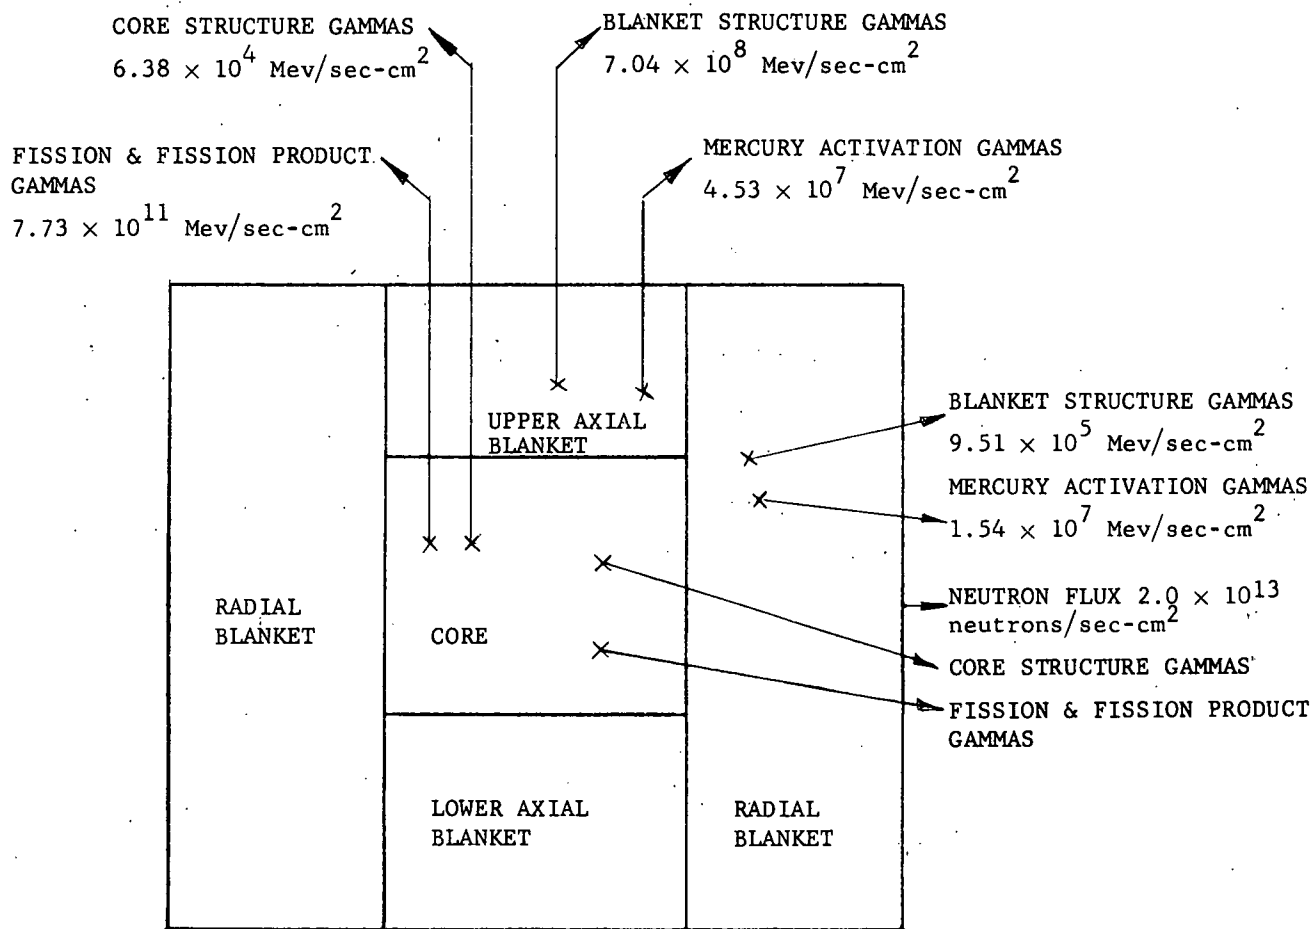 CORE STRUCTURE GAMMAS
6.38 × 10^4 Mev/sec-cm^2
BLANKET STRUCTURE GAMMAS
7.04 × 10^8 Mev/sec-cm^2
FISSION & FISSION PRODUCT
GAMMAS
7.73 × 10^11 Mev/sec-cm^2
MERCURY ACTIVATION GAMMAS
4.53 × 10^7 Mev/sec-cm^2
UPPER AXIAL
BLANKET
BLANKET STRUCTURE GAMMAS
9.51 × 10^5 Mev/sec-cm^2
MERCURY ACTIVATION GAMMAS
1.54 × 10^7 Mev/sec-cm^2
RADIAL
BLANKET
CORE
NEUTRON FLUX 2.0 × 10^13
neutrons/sec-cm^2
CORE STRUCTURE GAMMAS
FISSION & FISSION PRODUCT
GAMMAS
LOWER AXIAL
BLANKET
RADIAL
BLANKET